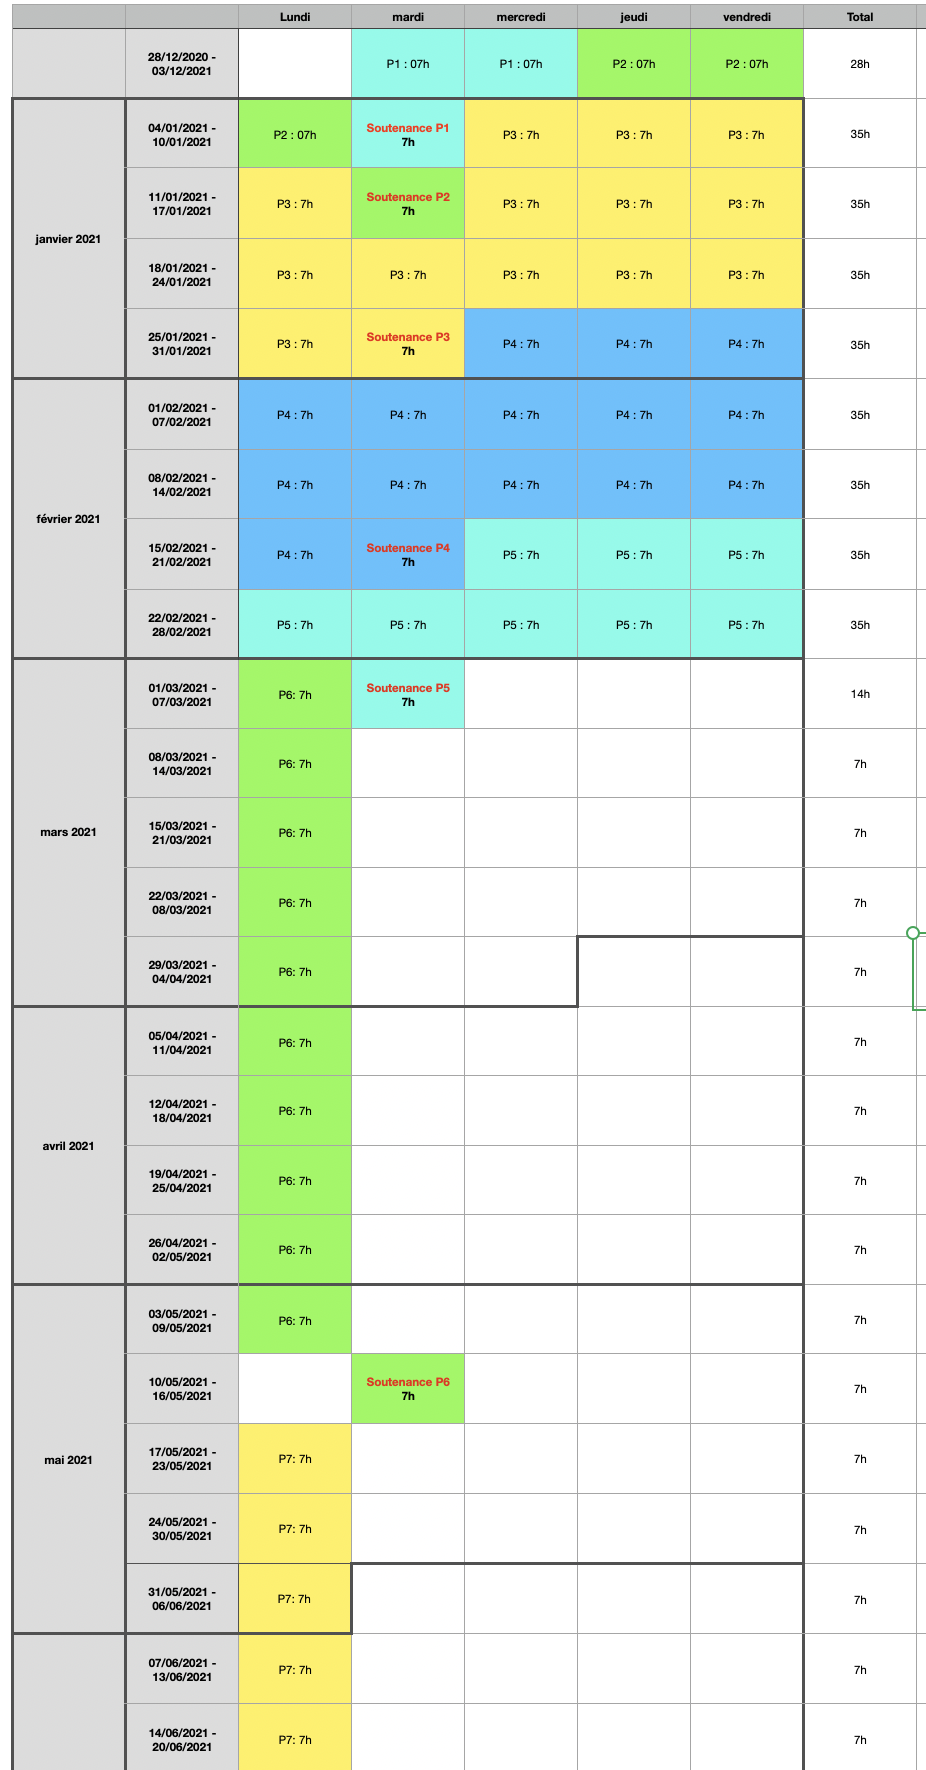 Lundi mardi mercredi jeudi vendredi Total
28/12/2020 -
03/12/2021
P1 : 07h P1 : 07h P2 : 07h P2 : 07h 28h
janvier 2021
04/01/2021 -
10/01/2021
P2 : 07h
Soutenance P1
7h
P3 : 7h P3 : 7h P3 : 7h 35h
11/01/2021 -
17/01/2021
P3 : 7h
Soutenance P2
7h
P3 : 7h P3 : 7h P3 : 7h 35h
18/01/2021 -
24/01/2021
P3 : 7h P3 : 7h P3 : 7h P3 : 7h P3 : 7h 35h
25/01/2021 -
31/01/2021
P3 : 7h
Soutenance P3
7h
P4 : 7h P4 : 7h P4 : 7h 35h
février 2021
01/02/2021 -
07/02/2021
P4 : 7h P4 : 7h P4 : 7h P4 : 7h P4 : 7h 35h
08/02/2021 -
14/02/2021
P4 : 7h P4 : 7h P4 : 7h P4 : 7h P4 : 7h 35h
15/02/2021 -
21/02/2021
P4 : 7h
Soutenance P4
7h
P5 : 7h P5 : 7h P5 : 7h 35h
22/02/2021 -
28/02/2021
P5 : 7h P5 : 7h P5 : 7h P5 : 7h P5 : 7h 35h
mars 2021
01/03/2021 -
07/03/2021
P6: 7h
Soutenance P5
7h
14h
08/03/2021 -
14/03/2021
P6: 7h 7h
15/03/2021 -
21/03/2021
P6: 7h 7h
22/03/2021 -
08/03/2021
P6: 7h 7h
29/03/2021 -
04/04/2021
P6: 7h 7h
avril 2021
05/04/2021 -
11/04/2021
P6: 7h 7h
12/04/2021 -
18/04/2021
P6: 7h 7h
19/04/2021 -
25/04/2021
P6: 7h 7h
26/04/2021 -
02/05/2021
P6: 7h 7h
mai 2021
03/05/2021 -
09/05/2021
P6: 7h 7h
10/05/2021 -
16/05/2021
Soutenance P6
7h
7h
17/05/2021 -
23/05/2021
P7: 7h 7h
24/05/2021 -
30/05/2021
P7: 7h 7h
31/05/2021 -
06/06/2021
P7: 7h 7h
07/06/2021 -
13/06/2021
P7: 7h 7h
14/06/2021 -
20/06/2021
P7: 7h 7h